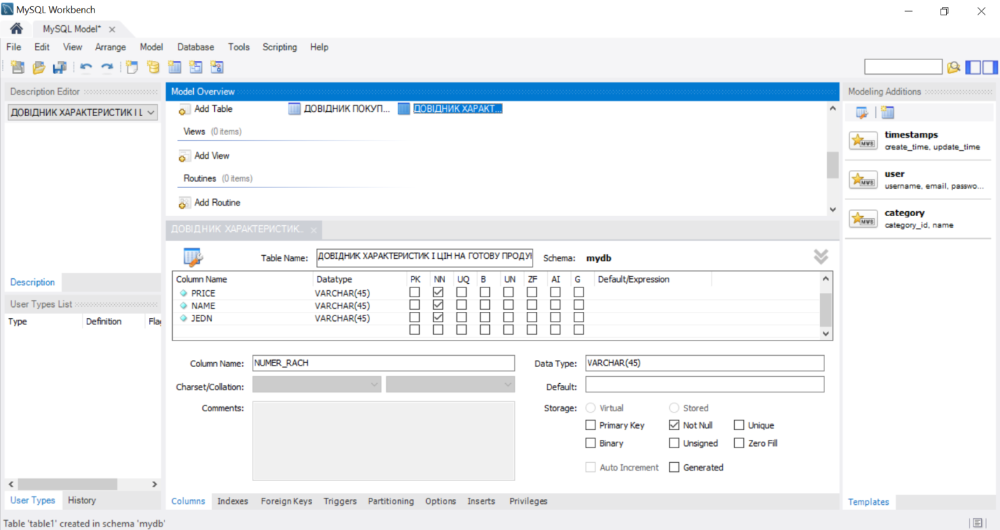 MySQL Workbench
MySQL Model*
File Edit View Arrange Model Database Tools Scripting Help
Description Editor
ДОВІДНИК ХАРАКТЕРИСТИК І Ц
Description
User Types List
Type Definition Flag
User Types History
Model Overview
Add Table ДОВІДНИК ПОКУП... ДОВІДНИК ХАРАКТ...
Views (0 items)
Add View
Routines (0 items)
Add Routine
ДОВІДНИК ХАРАКТЕРИСТИК...
Table Name: ДОВІДНИК ХАРАКТЕРИСТИК І ЦІН НА ГОТОВУ ПРОДУ Schema: mydb
Column Name Datatype PK NN UQ B UN ZF AI G Default/Expression
PRICE VARCHAR(45)
NAME VARCHAR(45)
JEDN VARCHAR(45)
Column Name: NUMER_RACH Data Type: VARCHAR(45)
Charset/Collation: Default:
Comments: Storage: Virtual Stored
Primary Key Not Null Unique
Binary Unsigned Zero Fill
Auto Increment Generated
Columns Indexes Foreign Keys Triggers Partitioning Options Inserts Privileges
Modeling Additions
timestamps
create_time, update_time
user
username, email, passwo...
category
category_id, name
Templates
Table 'table1' created in schema 'mydb'